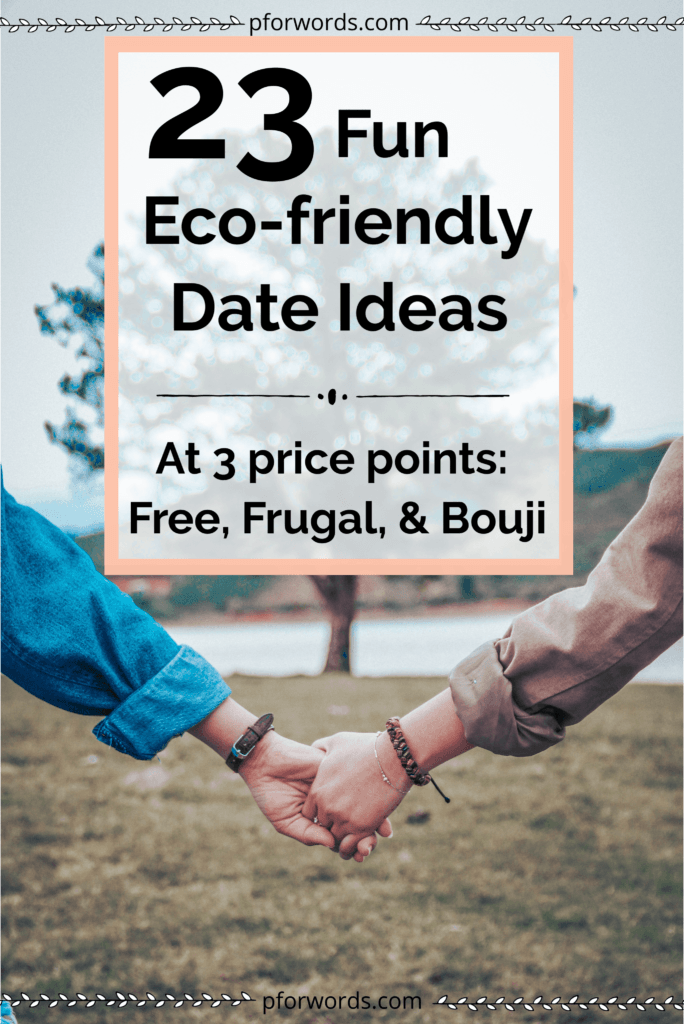 pforwords.com
23 Fun
Eco-friendly
Date Ideas
At 3 price points:
Free, Frugal, & Bouji
pforwords.com